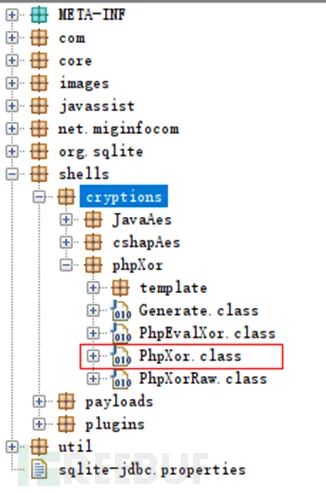 META-INF
com
core
images
javassist
net.miginfocom
org.sqlite
shells
cryptions
JavaAes
cshapAes
phpXor
template
Generate.class
PhpEvalXor.class
PhpXor.class
PhpXorRaw.class
payloads
plugins
util
sqlite-jdbc.properties